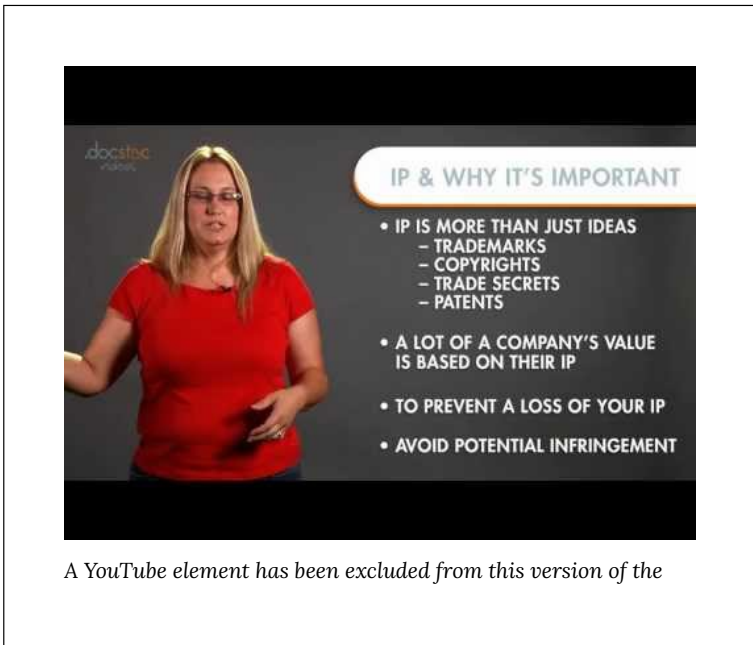 docstoc
videos
IP & WHY IT'S IMPORTANT
• IP IS MORE THAN JUST IDEAS
– TRADEMARKS
– COPYRIGHTS
– TRADE SECRETS
– PATENTS
• A LOT OF A COMPANY'S VALUE
IS BASED ON THEIR IP
• TO PREVENT A LOSS OF YOUR IP
• AVOID POTENTIAL INFRINGEMENT
A YouTube element has been excluded from this version of the